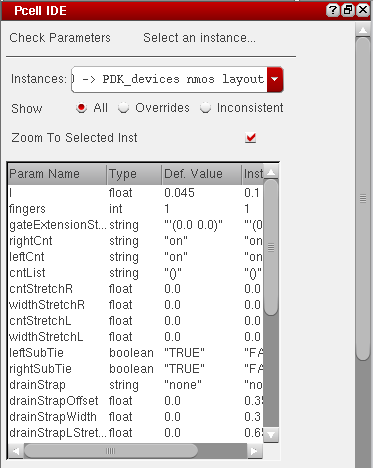 Pcell IDE
Check Parameters Select an instance...
Instances: -> PDK_devices nmos layout
Show All Overrides Inconsistent
Zoom To Selected Inst
Param Name Type Def. Value Inst
l float 0.045 0.1
fingers int 1 1
gateExtensionSt... string "'(0.0 0.0)" "'(0
rightCnt string "on" "on"
leftCnt string "on" "on"
cntList string "()" "()"
cntStretchR float 0.0 0.0
widthStretchR float 0.0 0.0
cntStretchL float 0.0 0.0
widthStretchL float 0.0 0.0
leftSubTie boolean "TRUE" "FA
rightSubTie boolean "TRUE" "FA
drainStrap string "none" "no
drainStrapOffset float 0.0 0.35
drainStrapWidth float 0.0 0.3
drainStrapLStret... float 0.0 0.65